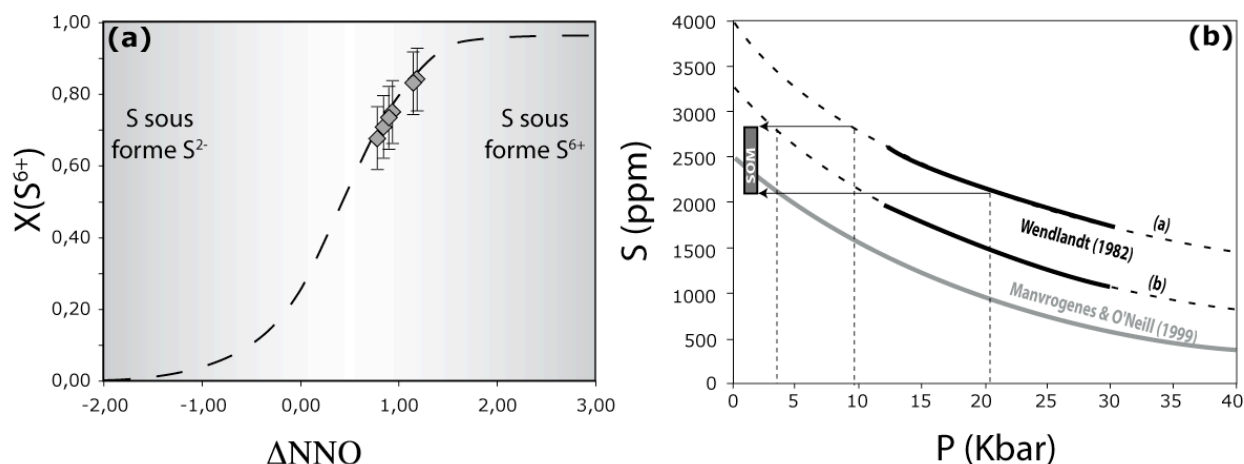 (a)
1,00
0,80
0,60
0,40
0,20
0,00
X(S6+)
S sous
forme S2-
S sous
forme S6+
-2,00
-1,00
0,00
1,00
2,00
3,00
ΔNNO
(b)
4000
3500
3000
2500
2000
1500
1000
500
0
S (ppm)
SOM
(a)
Wendlandt (1982)
(b)
Manvrogenes & O'Neill (1999)
0
5
10
15
20
25
30
35
40
P (Kbar)